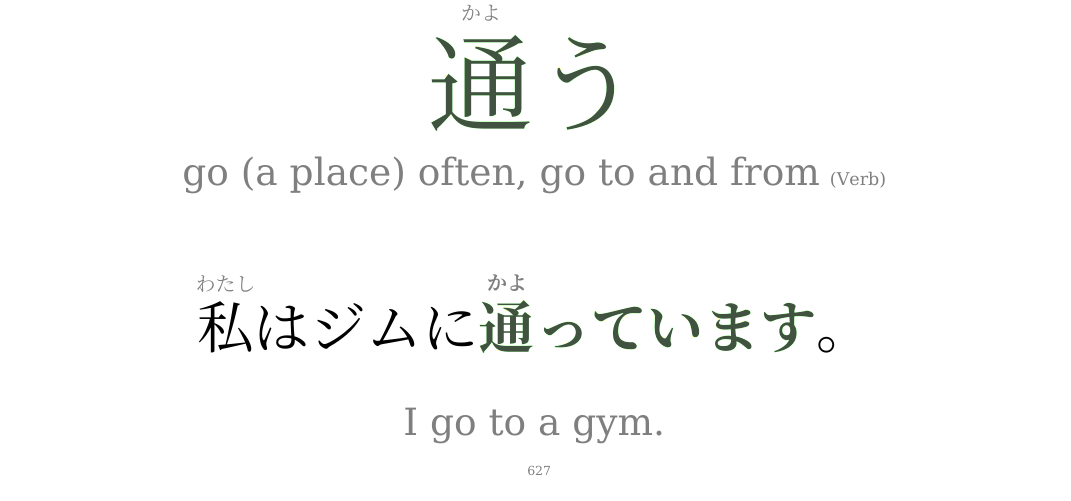 かよ
通う
go (a place) often, go to and from (Verb)
わたし かよ
私はジムに通っています。
I go to a gym.
627